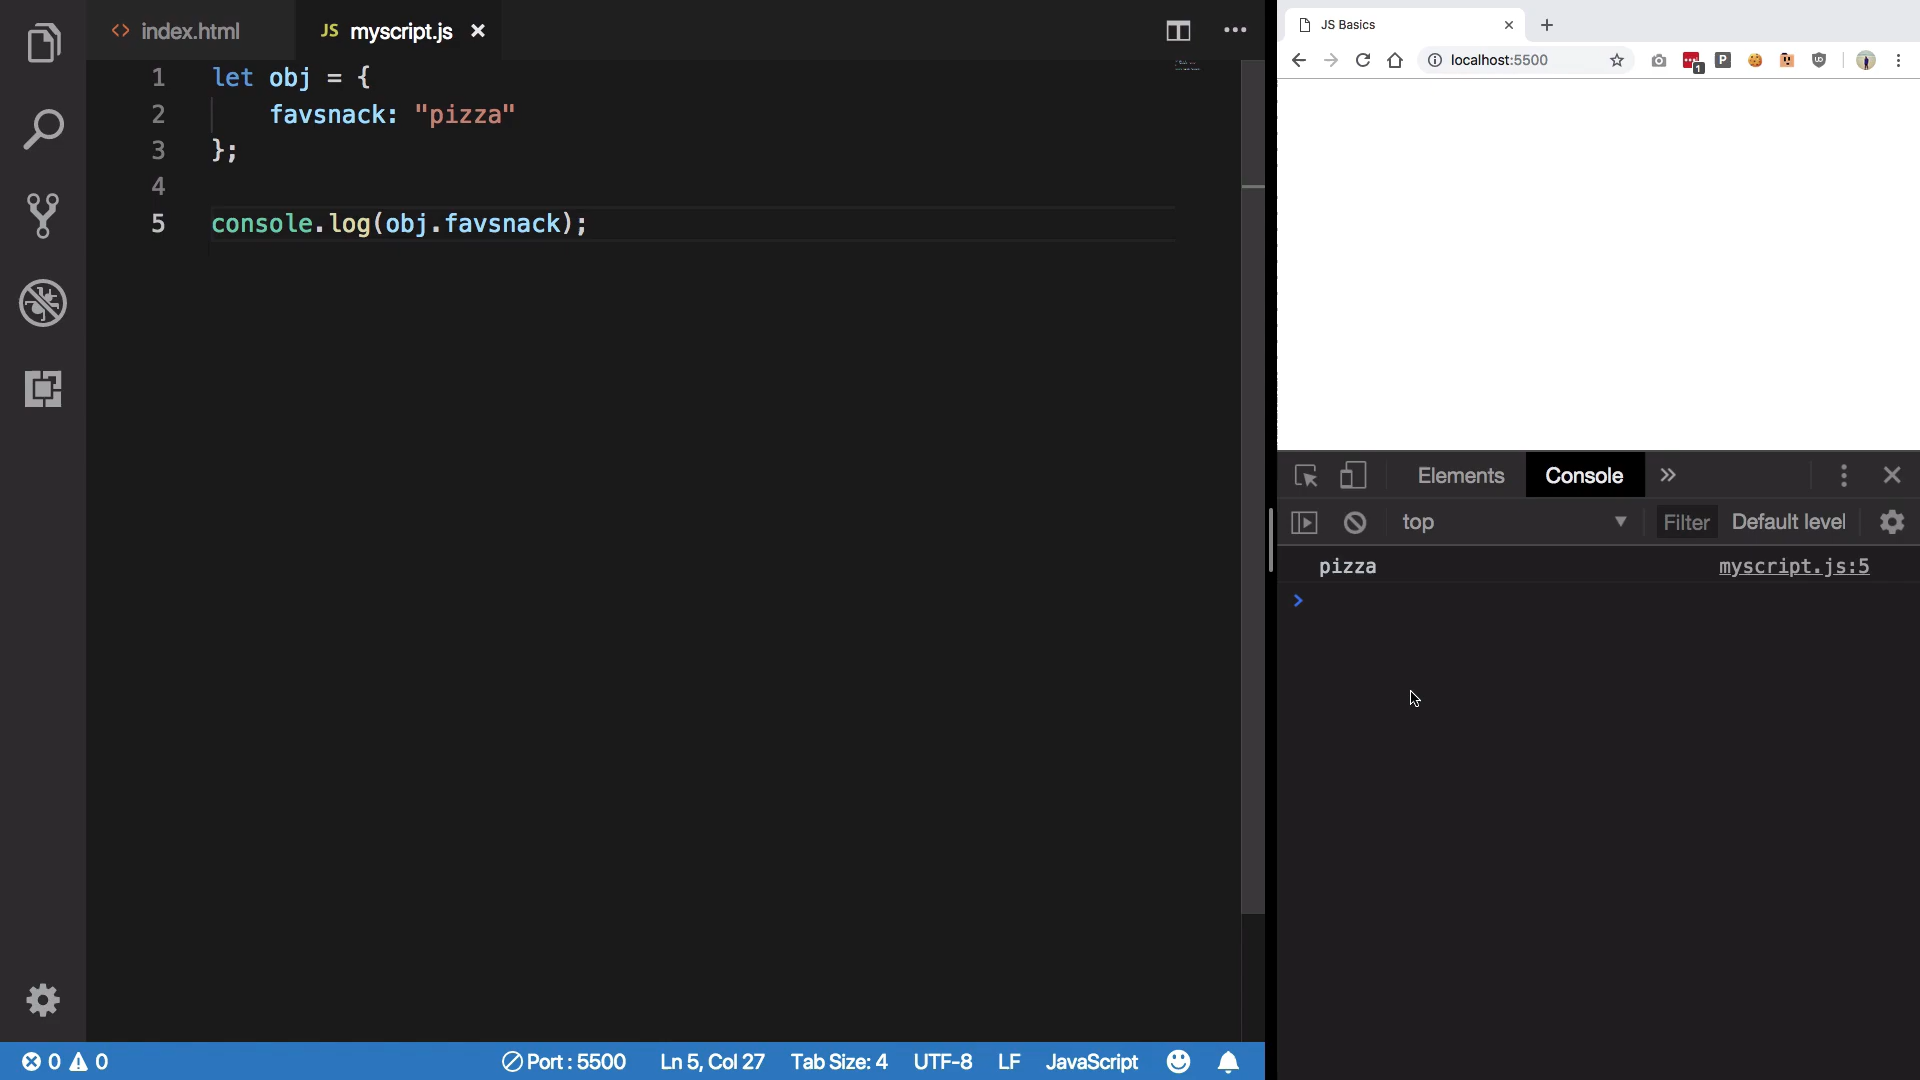 index.html
JS myscript.js
1 let obj = {
2     favsnack: "pizza"
3 };
4
5 console.log(obj.favsnack);
0 0
Port : 5500
Ln 5, Col 27
Tab Size: 4
UTF-8
LF
JavaScript
JS Basics
localhost:5500
1
P
Elements
Console
top
Filter
Default level
pizza
myscript.js:5